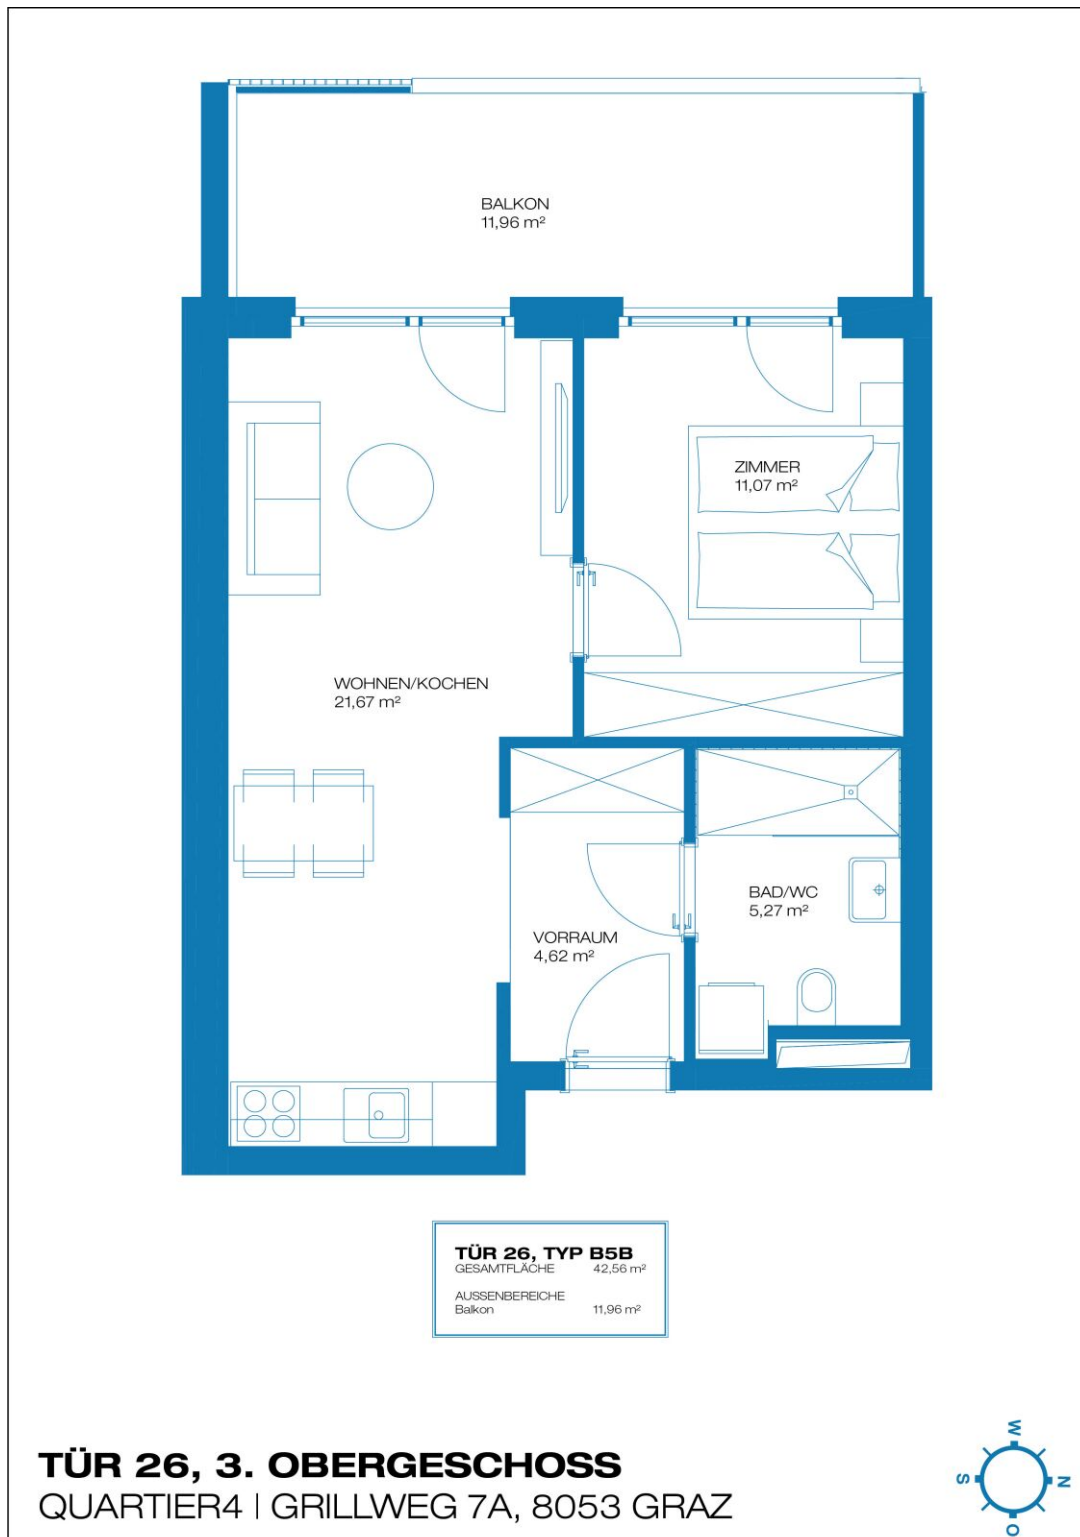 BALKON
11,96 m²
ZIMMER
11,07 m²
WOHNEN/KOCHEN
21,67 m²
BAD/WC
5,27 m²
VORRAUM
4,62 m²
TÜR 26, TYP B5B
GESAMTFLÄCHE 42,56 m²
AUSSENBEREICHE
Balkon 11,96 m²
TÜR 26, 3. OBERGESCHOSS
QUARTIER4 | GRILLWEG 7A, 8053 GRAZ
W
S
N
O